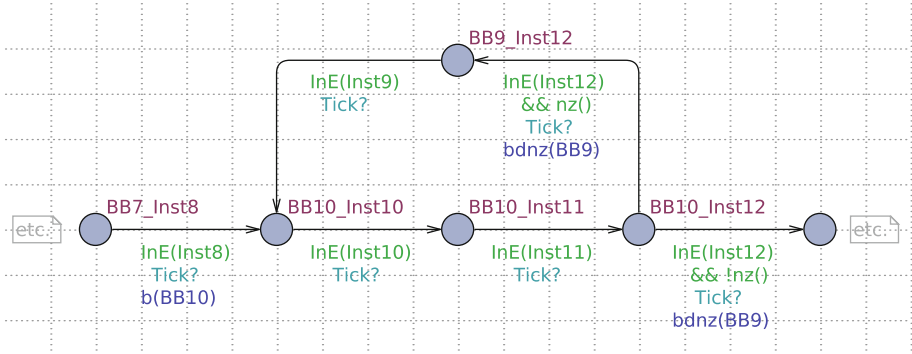 BB9_Inst12
InE(Inst9)
Tick?
InE(Inst12)
&& nz()
Tick?
bdnz(BB9)
etc.
BB7_Inst8
BB10_Inst10
BB10_Inst11
BB10_Inst12
etc.
InE(Inst8)
Tick?
b(BB10)
InE(Inst10)
Tick?
InE(Inst11)
Tick?
InE(Inst12)
&& !nz()
Tick?
bdnz(BB9)